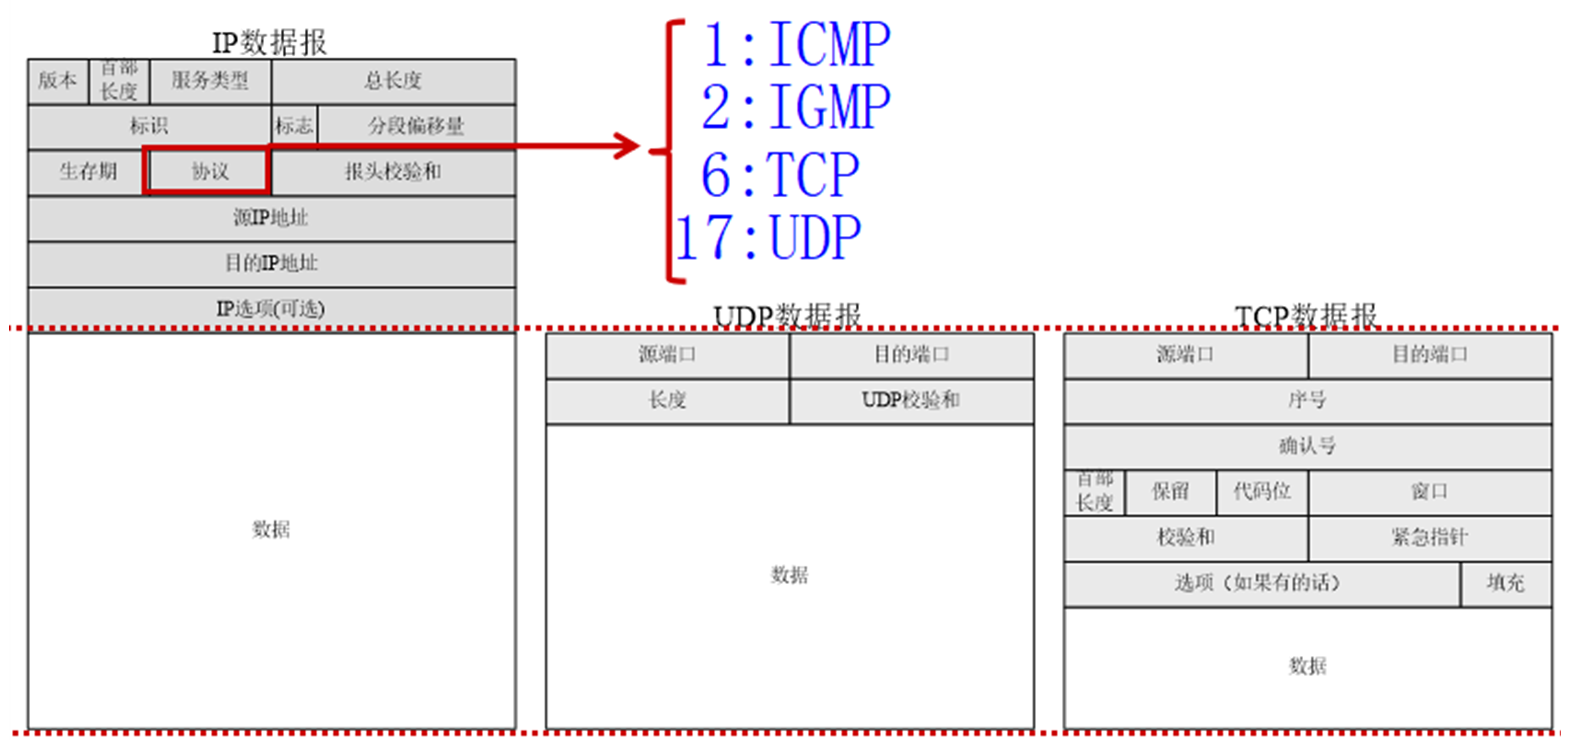 IP数据报
版本 首部长度 服务类型 总长度
标识 标志 分段偏移量
生存期 协议 报头校验和
源IP地址
目的IP地址
IP选项(可选)
数据
1:ICMP
2:IGMP
6:TCP
17:UDP
UDP数据报
源端口 目的端口
长度 UDP校验和
数据
TCP数据报
源端口 目的端口
序号
确认号
首部长度 保留 代码位 窗口
校验和 紧急指针
选项（如果有的话） 填充
数据